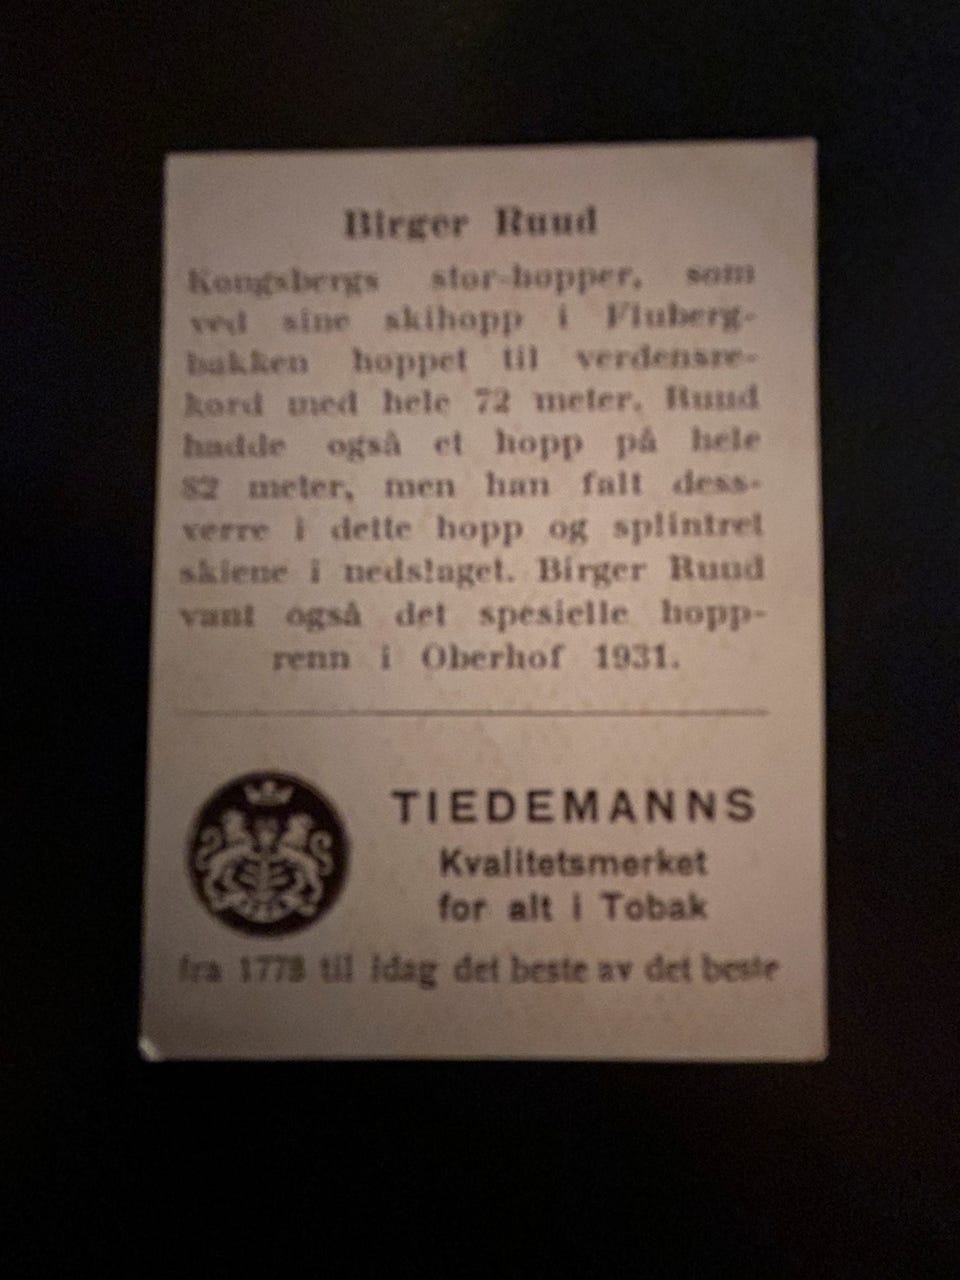 Birger Ruud
Kongsbergs stor-hopper, som
ved sine skihopp i Fluberg-
bakken hoppet til verdensre-
kord med hele 72 meter. Ruud
hadde også et hopp på hele
82 meter, men han falt dess-
verre i dette hopp og splintret
skiene i nedslaget. Birger Ruud
vant også det spesielle hopp-
renn i Oberhof 1931.
TIEDEMANNS
Kvalitetsmerket
for alt i Tobak
fra 1778 til idag det beste av det beste